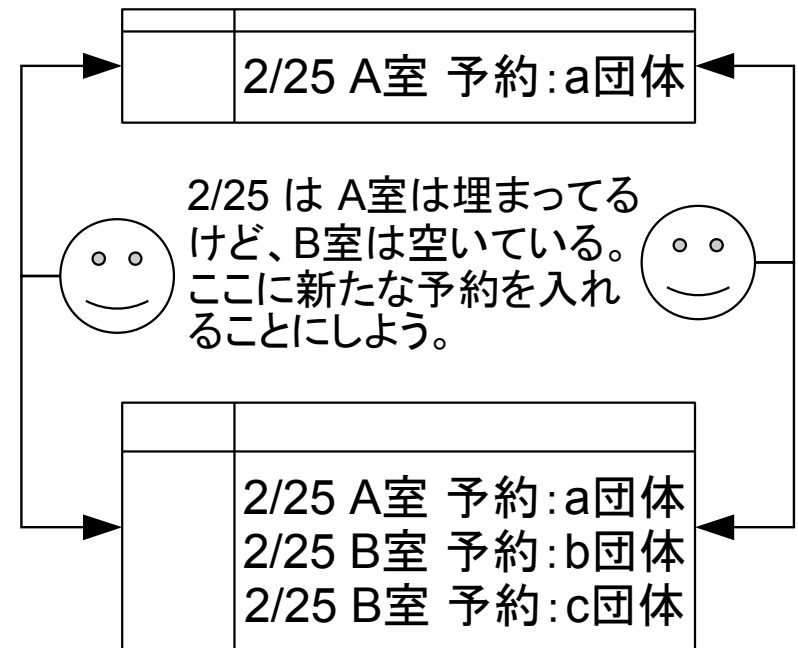 2/25 A室 予約:a団体
2/25 は A室は埋まってる
けど、B室は空いている。
ここに新たな予約を入れ
ることにしよう。
2/25 A室 予約:a団体
2/25 B室 予約:b団体
2/25 B室 予約:c団体